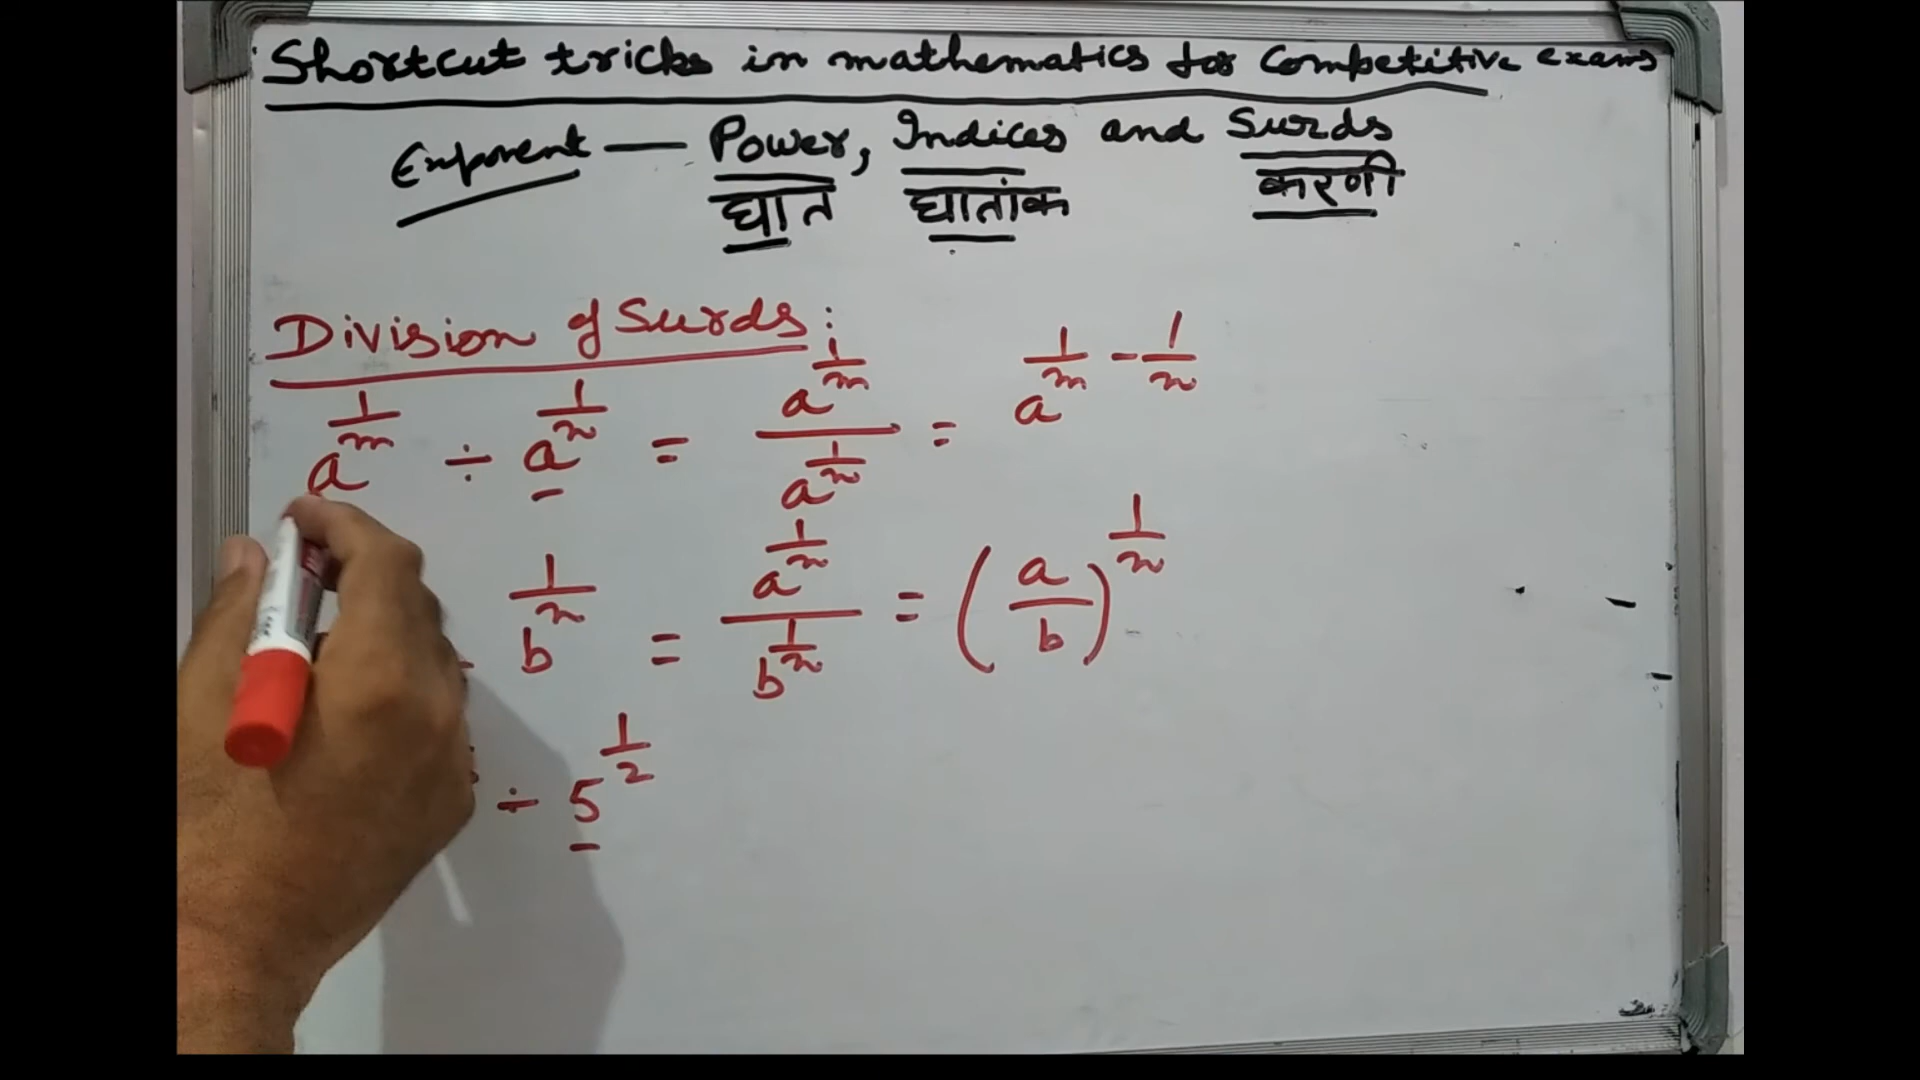 Shortcut tricks in mathematics for Competitive exams
Exponent — Power, Indices and Surds
घात घातांक करणी
Division of Surds:
a^(1/m) ÷ a^(1/n) = a^(1/m) / a^(1/n) = a^(1/m - 1/n)
b^(1/n) = a^(1/n) / b^(1/n) = (a/b)^(1/n)
÷ 5^(1/2)